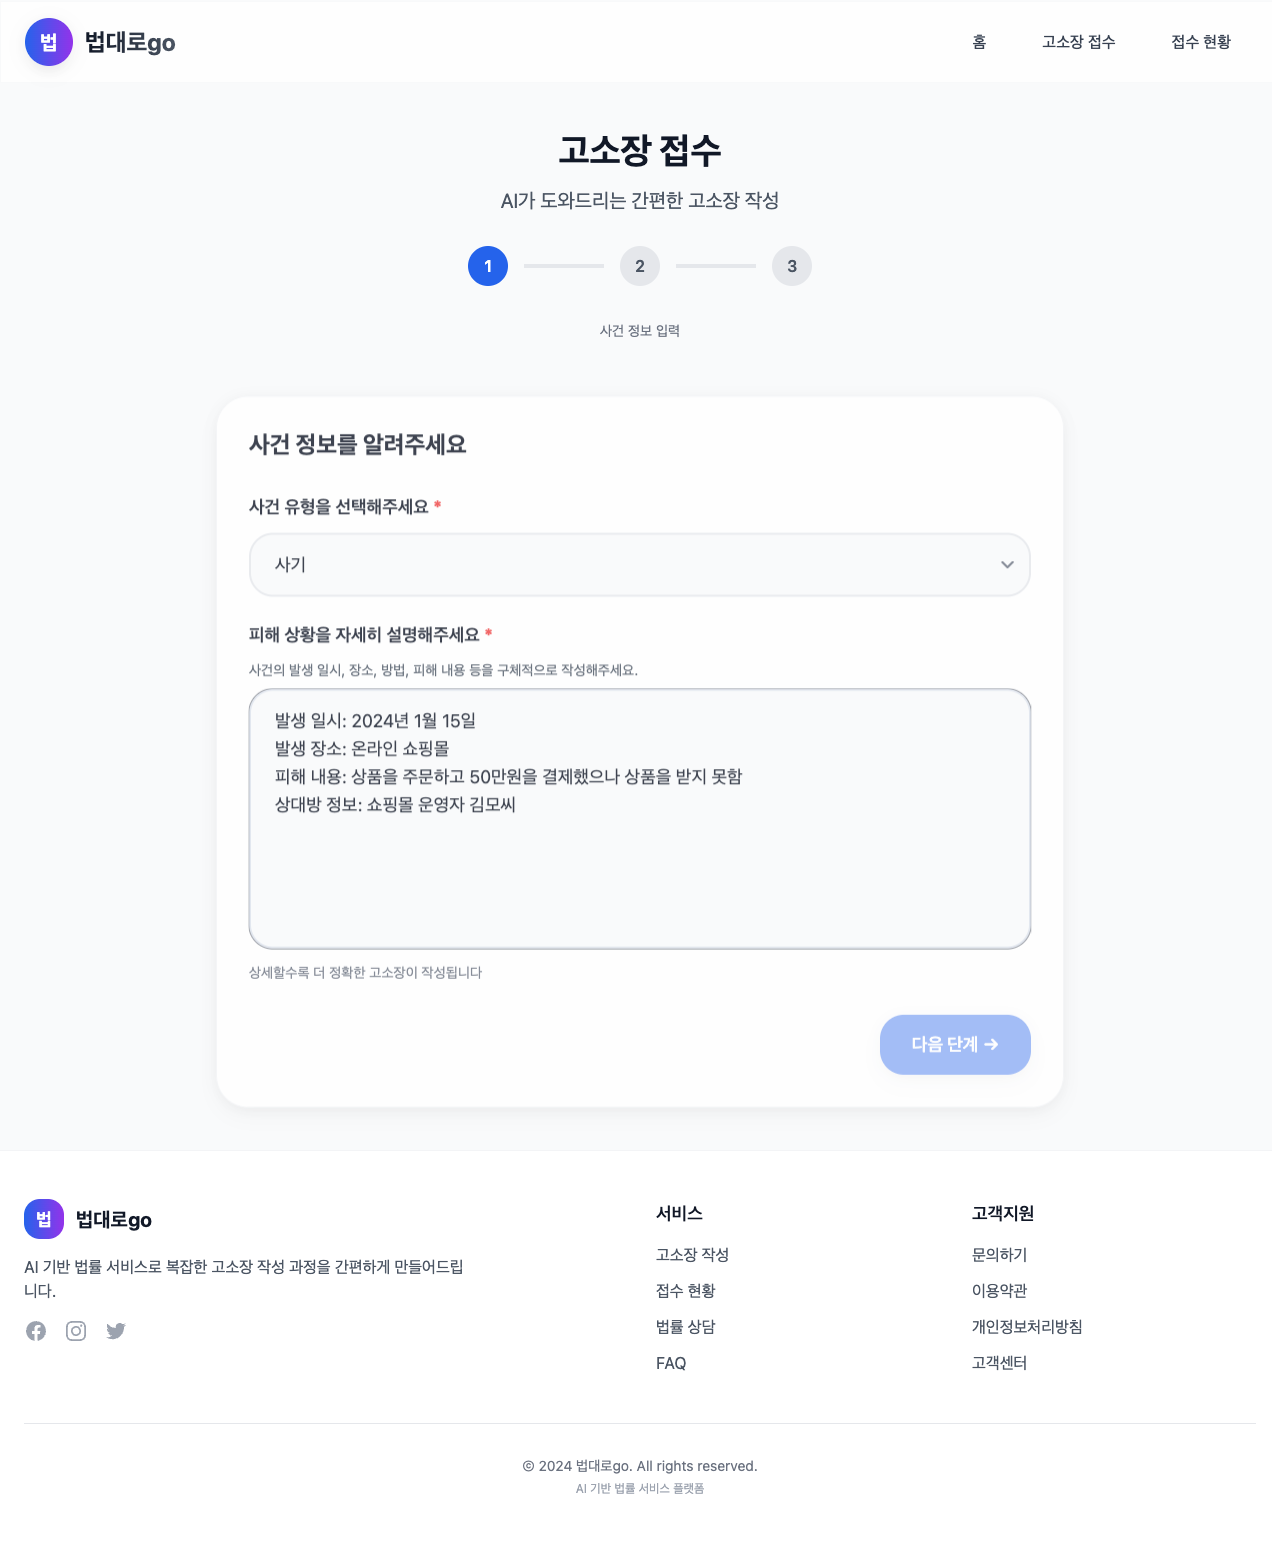 법 법대로go
홈 고소장 접수 접수 현황
고소장 접수
AI가 도와드리는 간편한 고소장 작성
1 2 3
사건 정보 입력
사건 정보를 알려주세요
사건 유형을 선택해주세요 *
사기
피해 상황을 자세히 설명해주세요 *
사건의 발생 일시, 장소, 방법, 피해 내용 등을 구체적으로 작성해주세요.
발생 일시: 2024년 1월 15일
발생 장소: 온라인 쇼핑몰
피해 내용: 상품을 주문하고 50만원을 결제했으나 상품을 받지 못함
상대방 정보: 쇼핑몰 운영자 김모씨
상세할수록 더 정확한 고소장이 작성됩니다
다음 단계 →
법 법대로go
AI 기반 법률 서비스로 복잡한 고소장 작성 과정을 간편하게 만들어드립
니다.
서비스
고소장 작성
접수 현황
법률 상담
FAQ
고객지원
문의하기
이용약관
개인정보처리방침
고객센터
© 2024 법대로go. All rights reserved.
AI 기반 법률 서비스 플랫폼